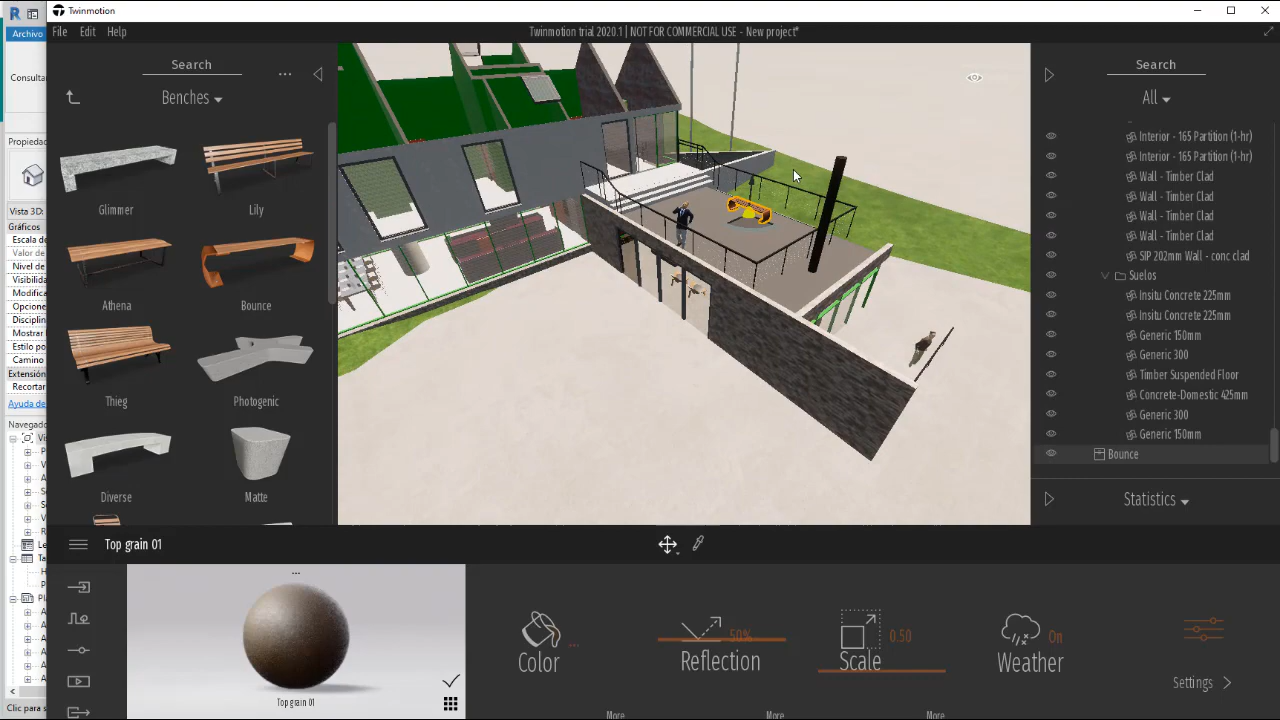 Twinmotion
File Edit Help
Twinmotion trial 2020.1 | NOT FOR COMMERCIAL USE - New project*
Archivo
Consultar
Propiedad
Vista 3D:
Gráficos
Escala de
Valor de
Nivel de
Visibilida
Modifica
Opcione
Disciplin
Mostrar
Estilo po
Camino
Extensión
Recortar
Ayuda de
Navegado
Clic para s
Search
...
Benches
Glimmer
Lily
Athena
Bounce
Thieg
Photogenic
Diverse
Matte
Search
All
Interior - 165 Partition (1-hr)
Interior - 165 Partition (1-hr)
Wall - Timber Clad
Wall - Timber Clad
Wall - Timber Clad
Wall - Timber Clad
SIP 202mm Wall - conc clad
Suelos
Insitu Concrete 225mm
Insitu Concrete 225mm
Generic 150mm
Generic 300
Timber Suspended Floor
Concrete-Domestic 425mm
Generic 300
Generic 150mm
Bounce
Statistics
Top grain 01
...
Top grain 01
Color ...
Reflection 50%
Scale 0.50
Weather On
Settings
More
More
More